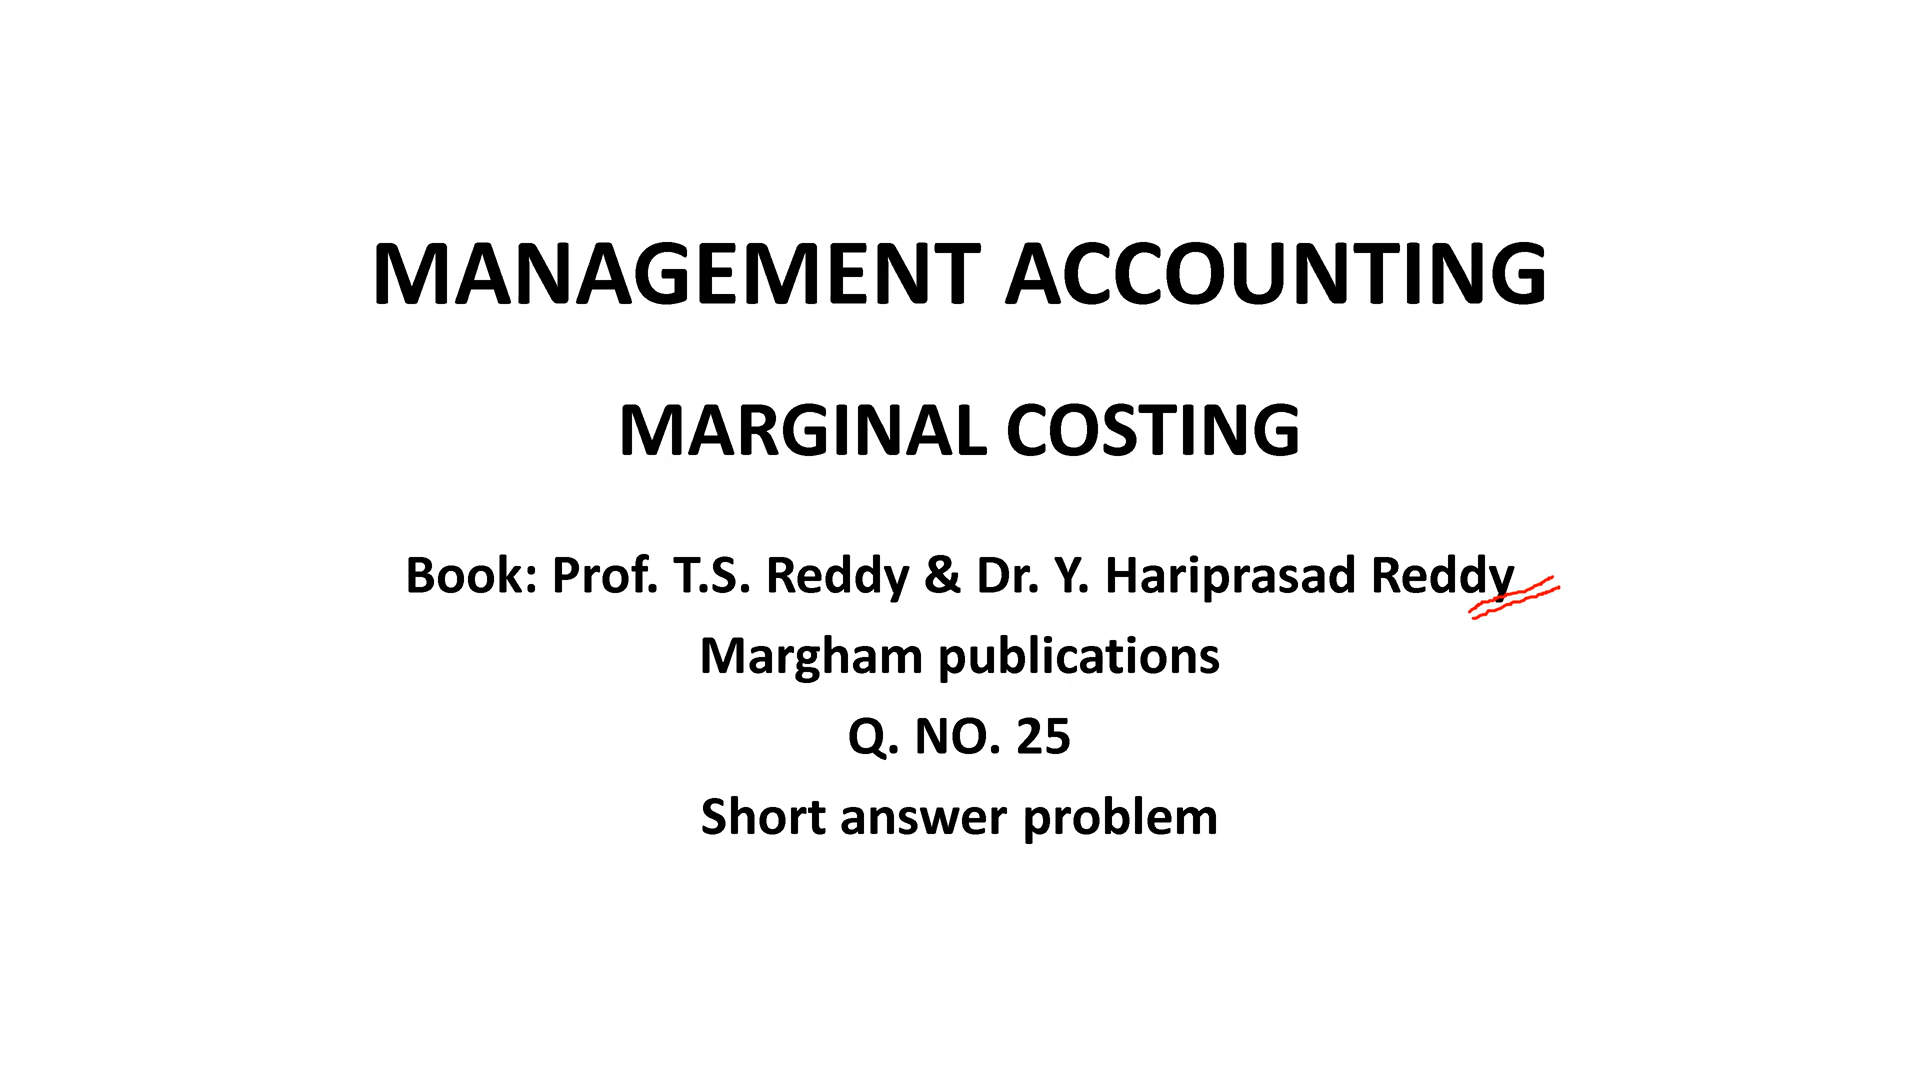 MANAGEMENT ACCOUNTING
MARGINAL COSTING
Book: Prof. T.S. Reddy & Dr. Y. Hariprasad Reddy
Margham publications
Q. NO. 25
Short answer problem